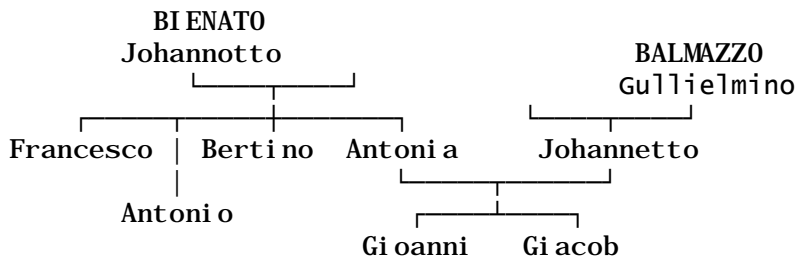 BIENATO
Johannotto BALMAZZO
Gullielmino
Francesco Bertino Antonia Johannetto
Antonio
Gioanni Giacob